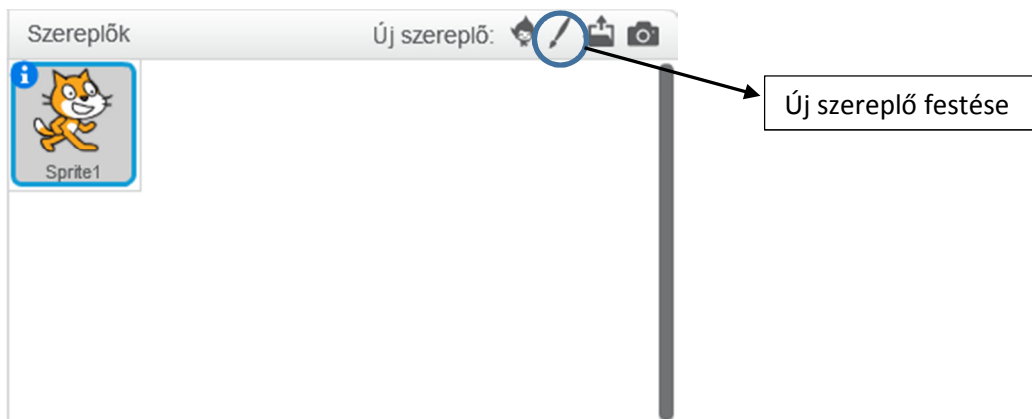 Szereplők
Új szereplő:
i
Új szereplő festése
Sprite1